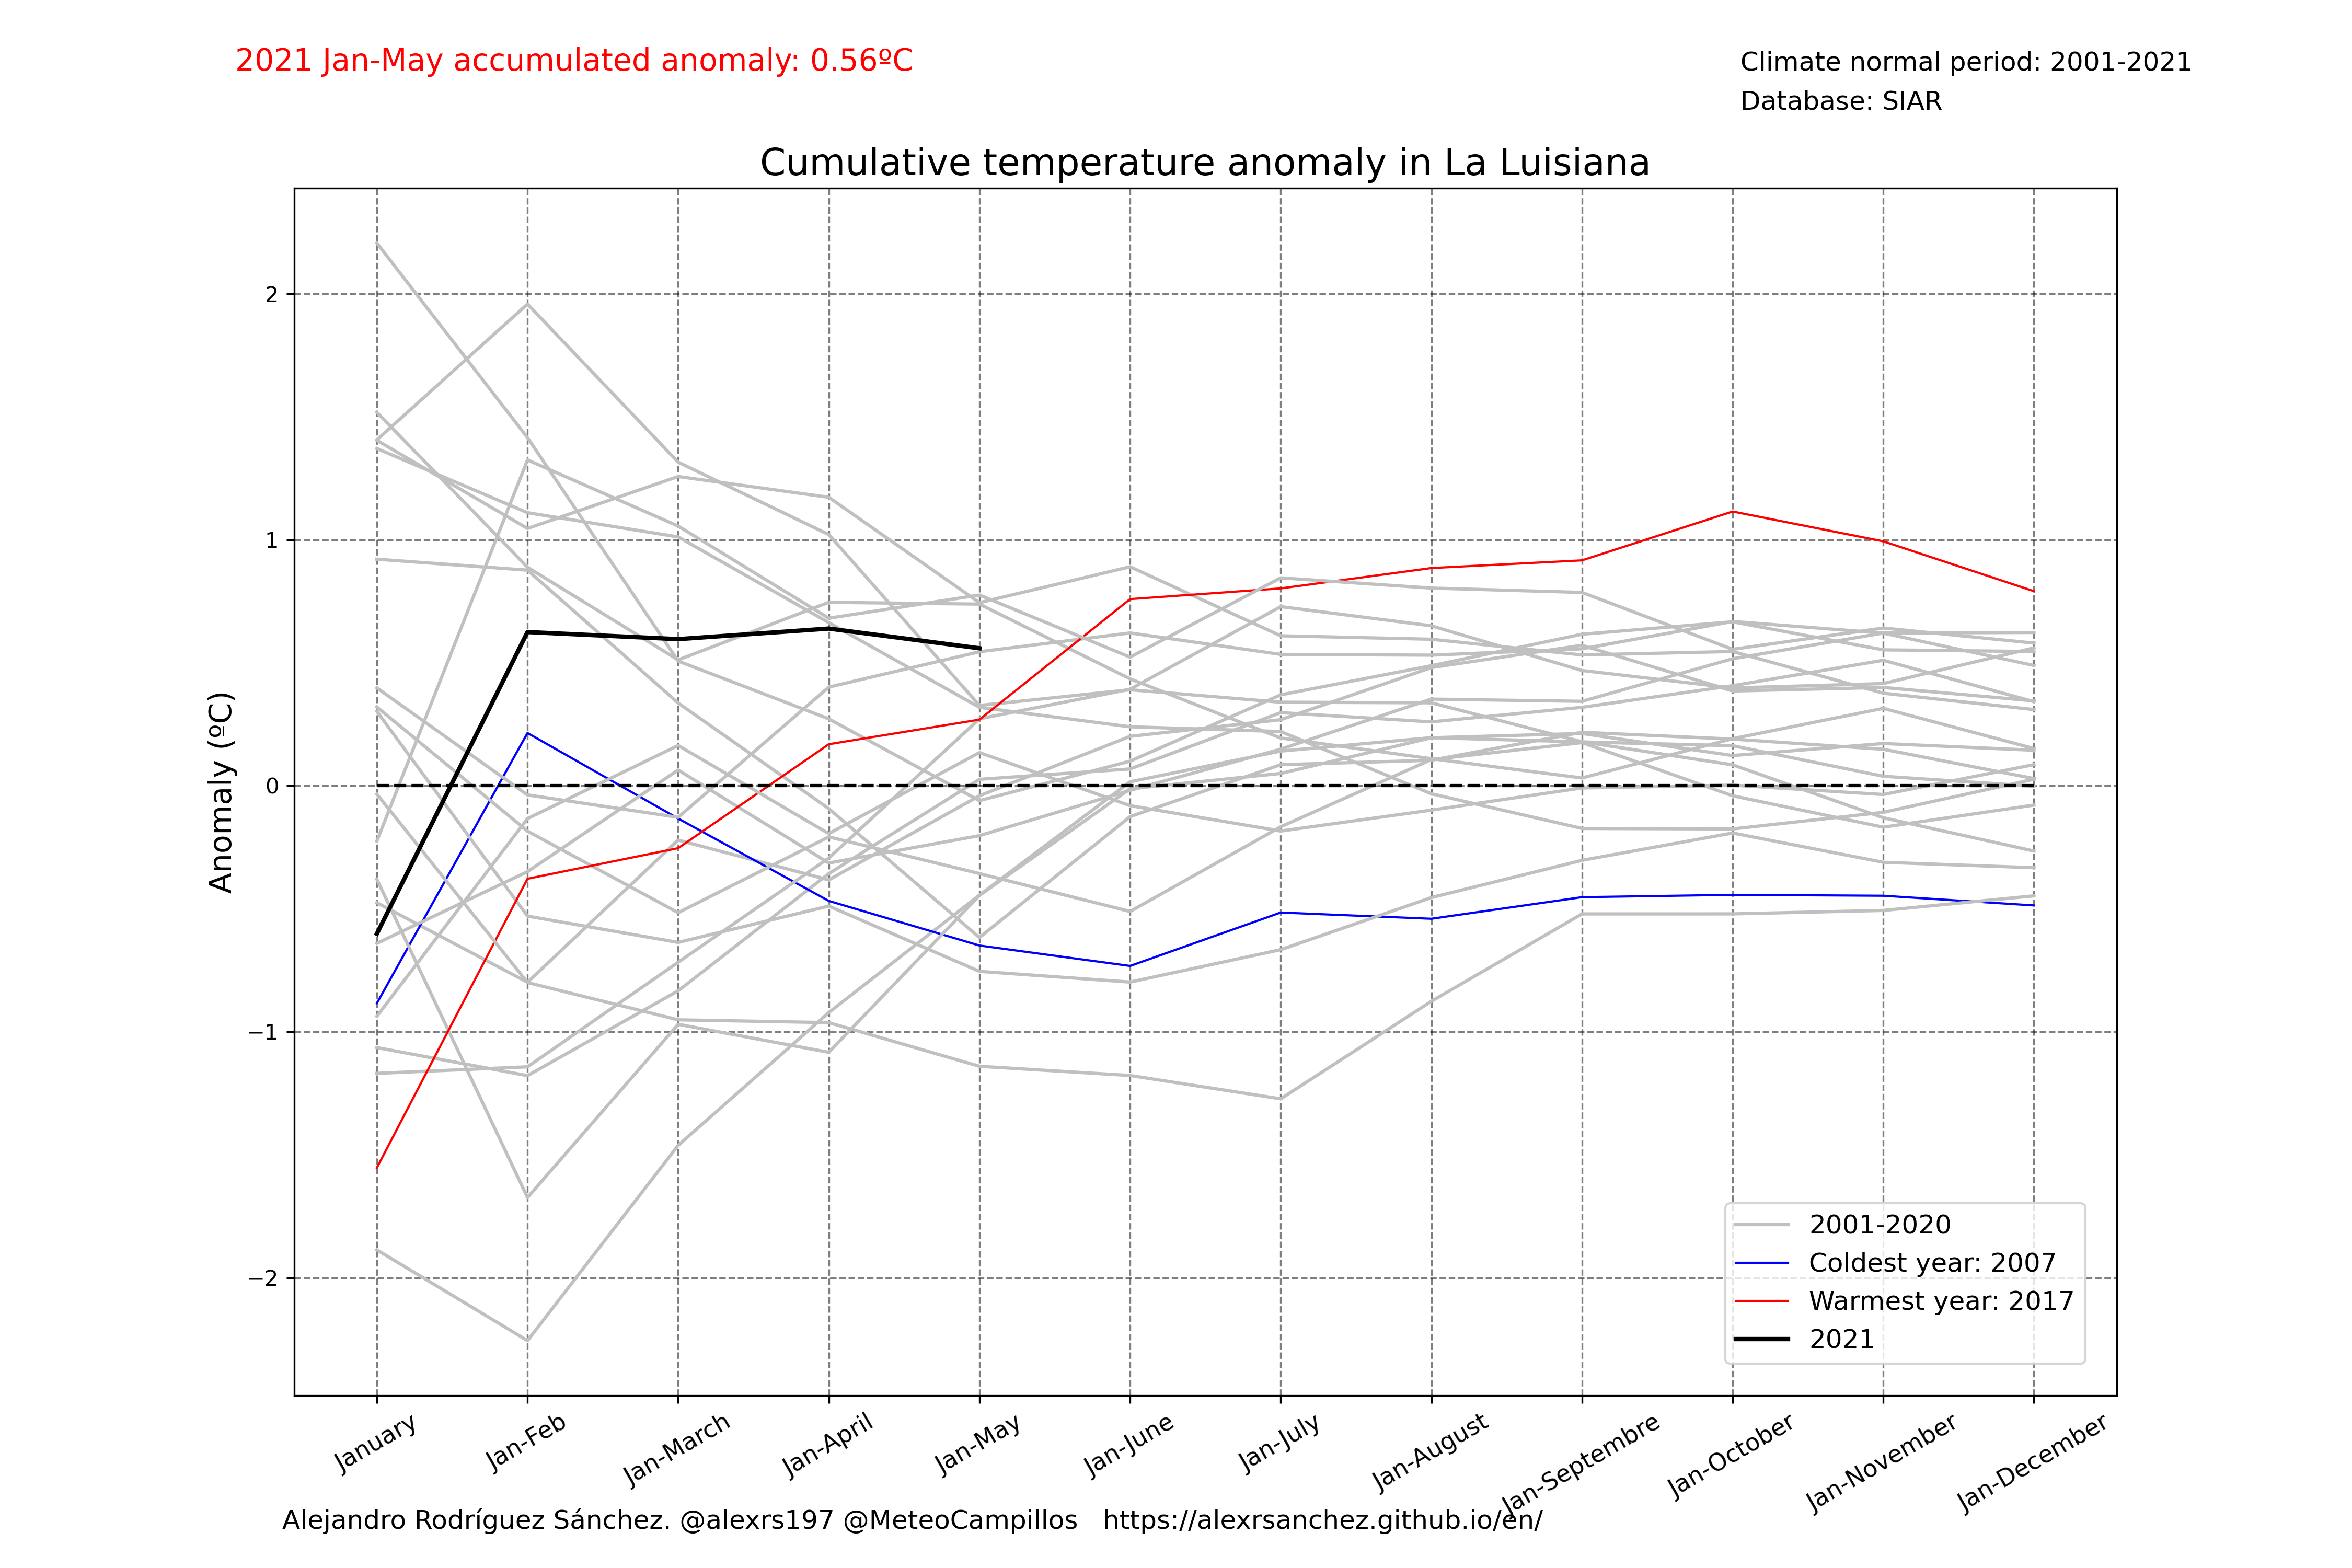 2021 Jan-May accumulated anomaly: 0.56ºC
Climate normal period: 2001-2021
Database: SIAR
Cumulative temperature anomaly in La Luisiana
Anomaly (ºC)
2
1
0
−1
−2
2001-2020
Coldest year: 2007
Warmest year: 2017
2021
January
Jan-Feb
Jan-March
Jan-April
Jan-May
Jan-June
Jan-July
Jan-August
Jan-Septembre
Jan-October
Jan-November
Jan-December
Alejandro Rodríguez Sánchez. @alexrs197 @MeteoCampillos https://alexrsanchez.github.io/en/